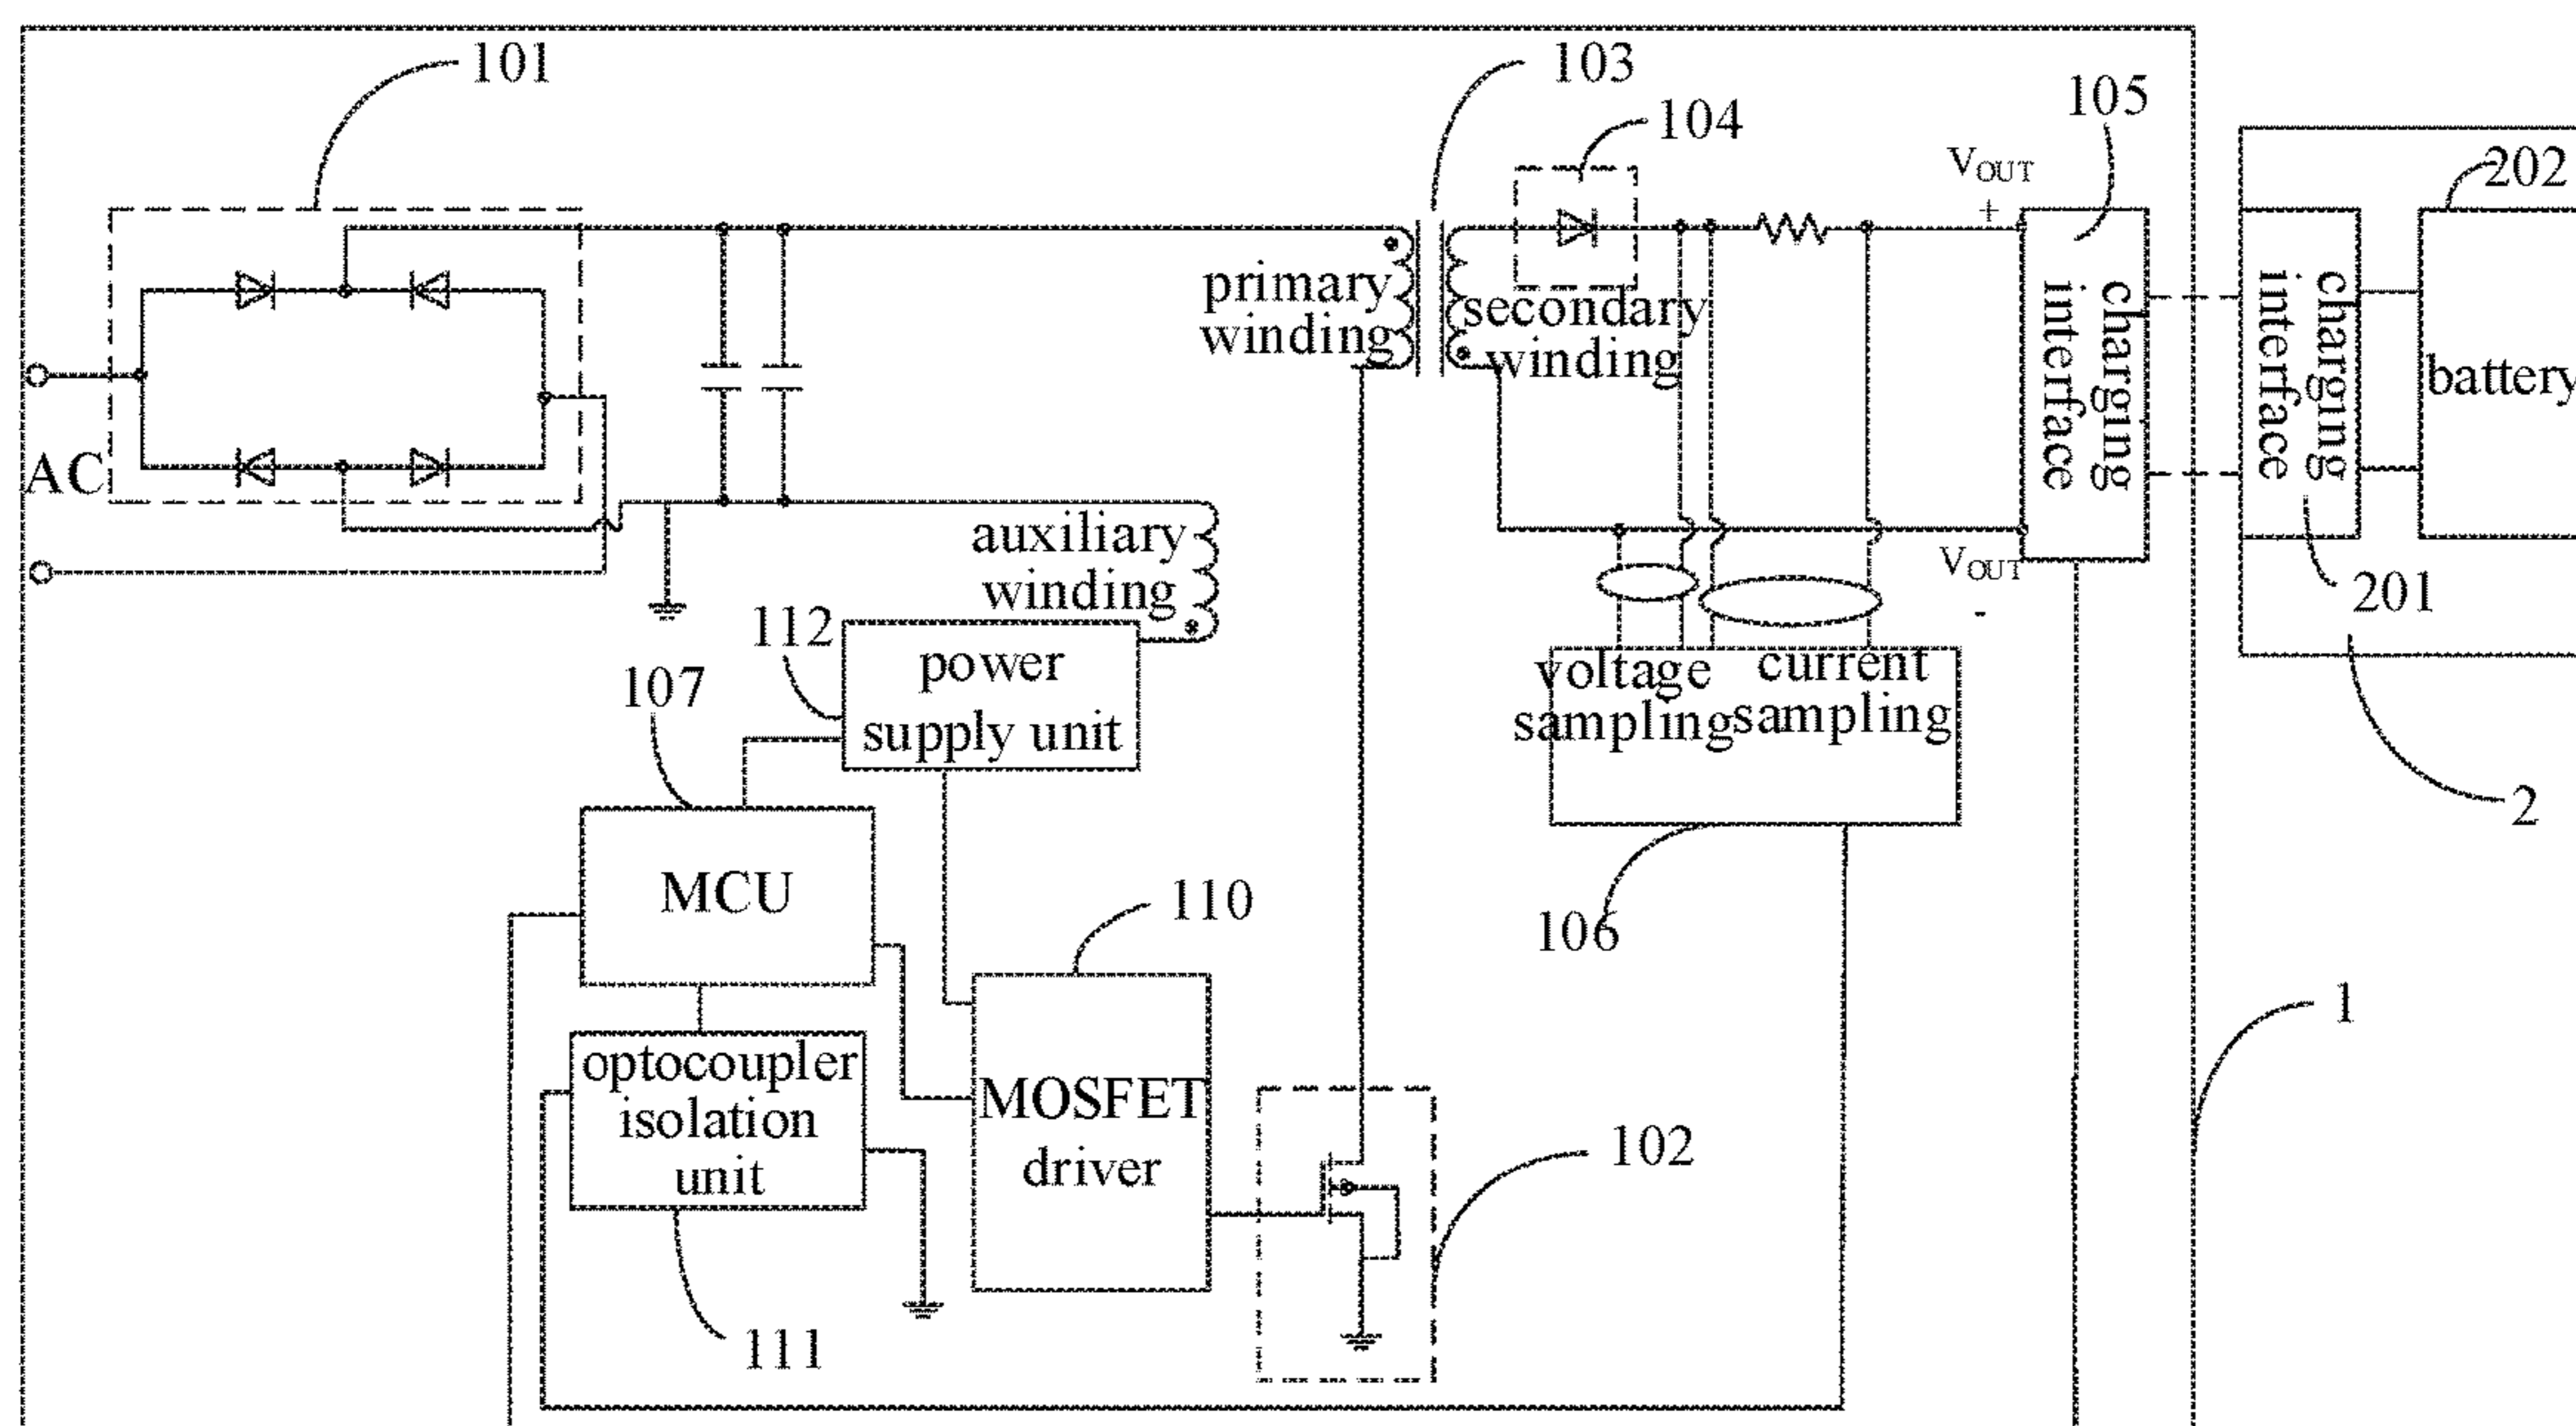 101
103
104
105
V_OUT
+
202
primary
winding
secondary
winding
charging
interface
charging
interface
battery
AC
auxiliary
winding
V_OUT
-
201
112
power
supply unit
107
voltage
sampling
current
sampling
2
MCU
110
106
1
optocoupler
isolation
unit
MOSFET
driver
102
111